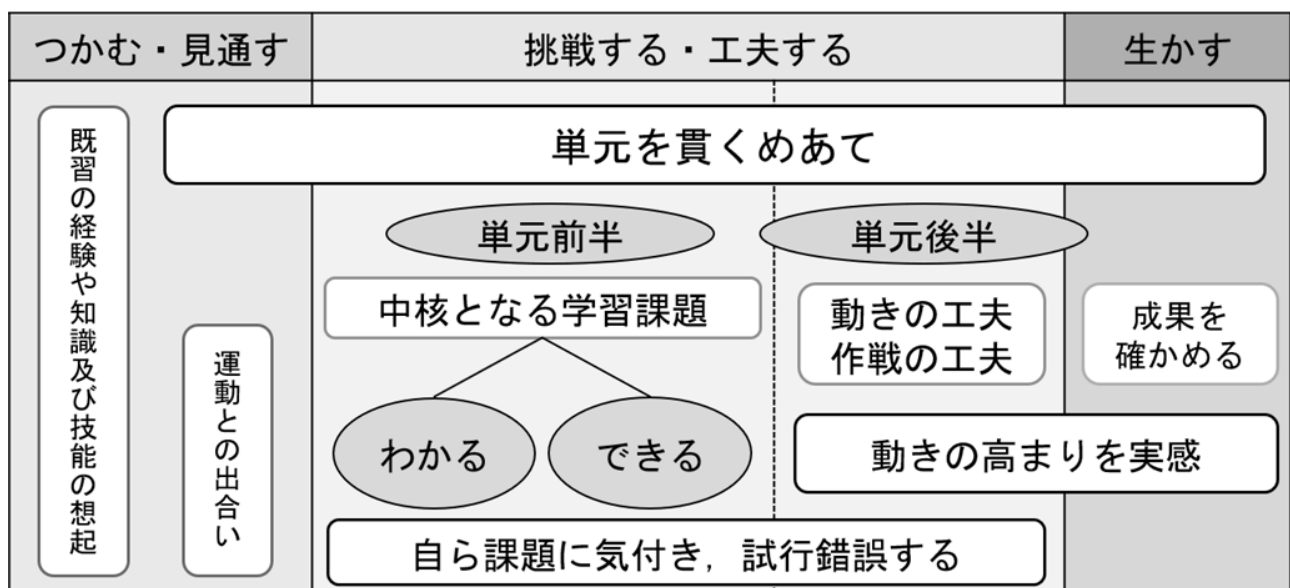 つかむ・見通す
挑戦する・工夫する
生かす
既習の経験や知識及び技能の想起
運動との出合い
単元を貫くめあて
単元前半
単元後半
中核となる学習課題
わかる
できる
動きの工夫
作戦の工夫
成果を
確かめる
動きの高まりを実感
自ら課題に気付き，試行錯誤する